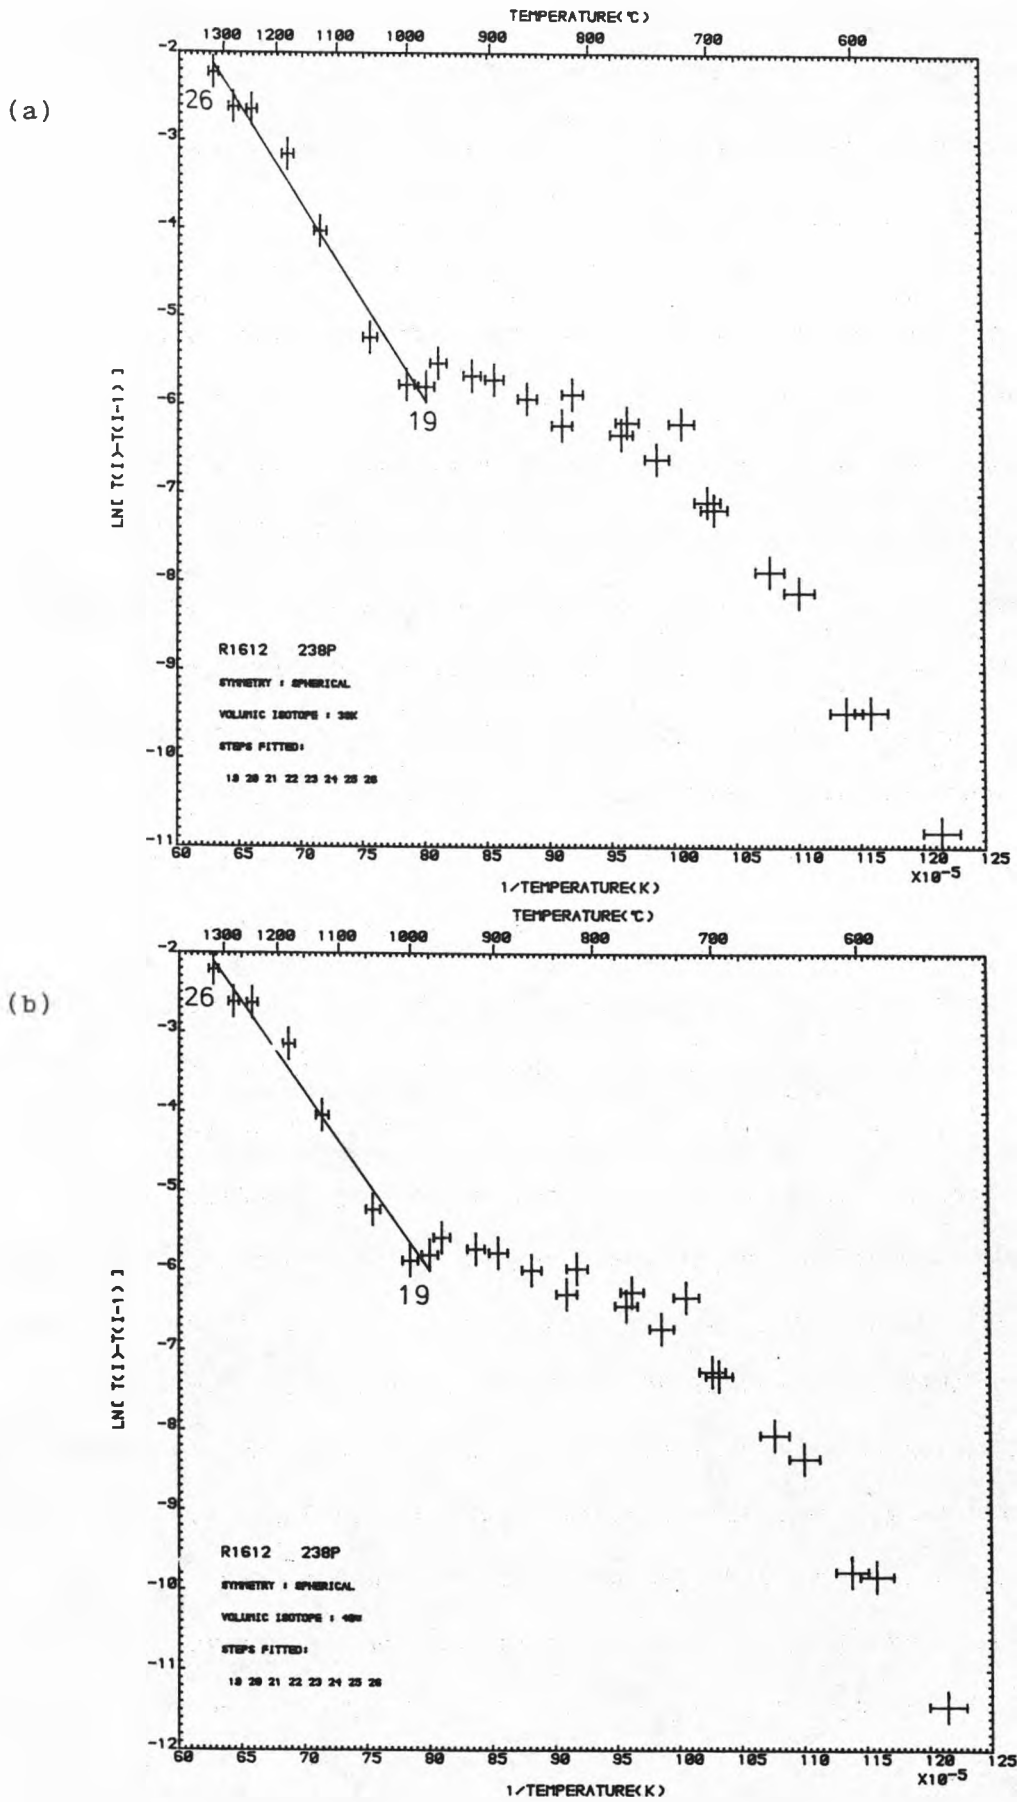 (a)
TEMPERATURE(℃)
1300 1200 1100 1000 900 800 700 600
-2
-3
-4
-5
-6
-7
-8
-9
-10
-11
26
19
LN[ T(I)-T(I-1) ]
R1612 238P
SYMMETRY : SPHERICAL
VOLUMIC ISOTOPE :
STEPS FITTED:
19 20 21 22 23 24 25 26
60 65 70 75 80 85 90 95 100 105 110 115 120 125
X10-5
1/TEMPERATURE(K)
(b)
TEMPERATURE(℃)
1300 1200 1100 1000 900 800 700 600
-2
-3
-4
-5
-6
-7
-8
-9
-10
-11
-12
26
19
LN[ T(I)-T(I-1) ]
R1612 238P
SYMMETRY : SPHERICAL
VOLUMIC ISOTOPE :
STEPS FITTED:
19 20 21 22 23 24 25 26
60 65 70 75 80 85 90 95 100 105 110 115 120 125
X10-5
1/TEMPERATURE(K)